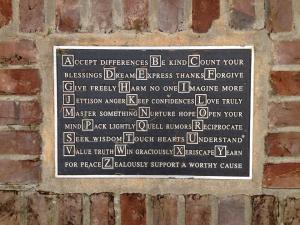 ACCEPT DIFFERENCES BE KIND COUNT YOUR
BLESSINGS DREAM EXPRESS THANKS FORGIVE
GIVE FREELY HARM NO ONE IMAGINE MORE
JETTISON ANGER KEEP CONFIDENCES LOVE TRULY
MASTER SOMETHING NURTURE HOPE OPEN YOUR
MIND PACK LIGHTLY QUELL RUMORS RECIPROCATE
SEEK WISDOM TOUCH HEARTS UNDERSTAND
VALUE TRUTH WIN GRACIOUSLY XERISCAPE YEARN
FOR PEACE ZEALOUSLY SUPPORT A WORTHY CAUSE